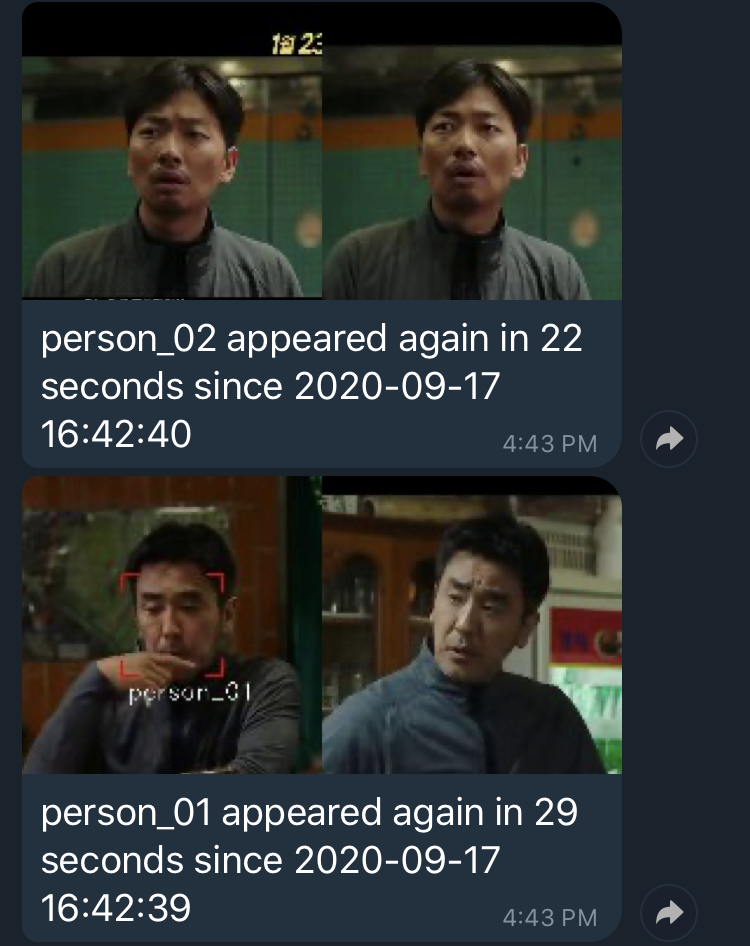 1월 23
person_02 appeared again in 22
seconds since 2020-09-17
16:42:40
4:43 PM
person_01
person_01 appeared again in 29
seconds since 2020-09-17
16:42:39
4:43 PM